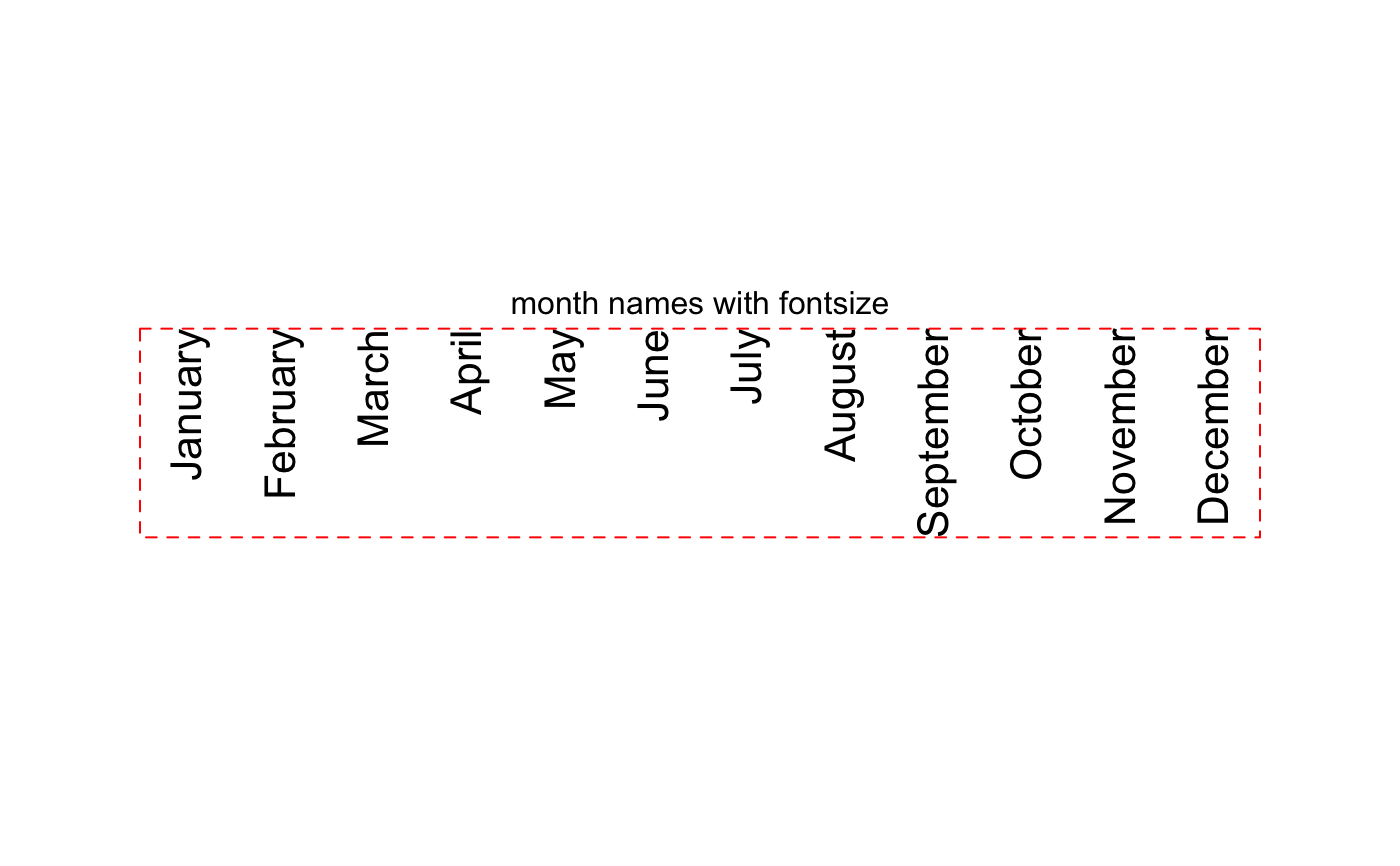 month names with fontsize
January
February
March
April
May
June
July
August
September
October
November
December